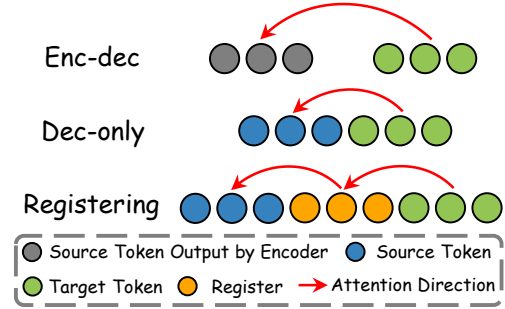 Enc-dec
Dec-only
Registering
Source Token Output by Encoder Source Token
Target Token Register Attention Direction